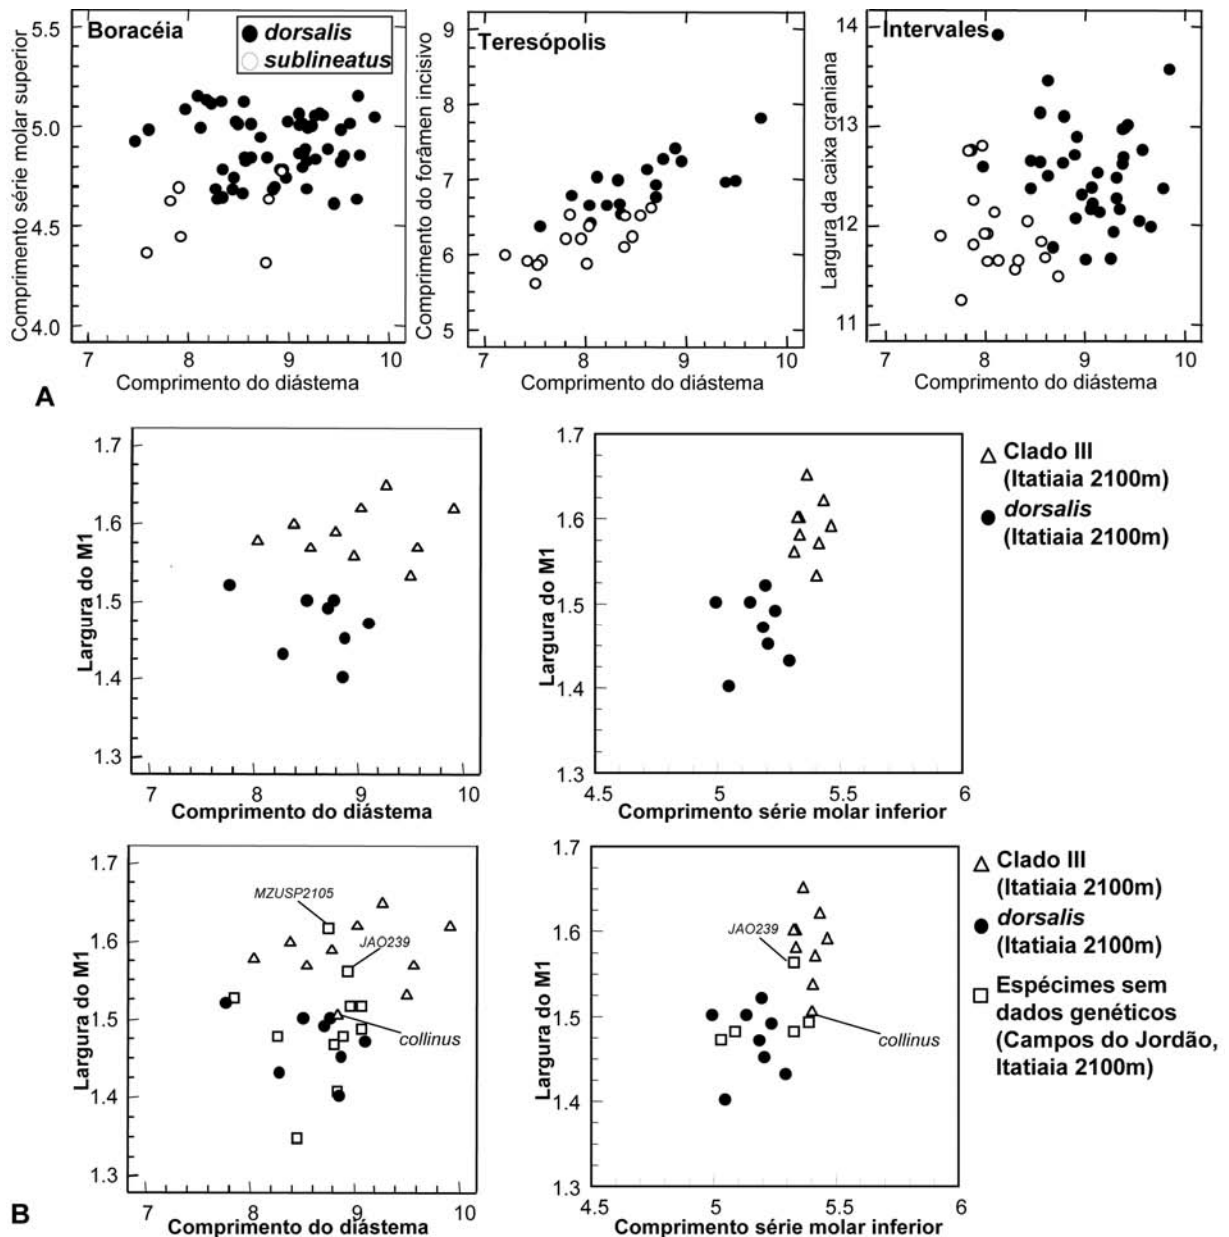 Boracéia
dorsalis
sublineatus
Comprimento série molar superior
5.5
5.0
4.5
4.0
7 8 9 10
Comprimento do diástema
Teresópolis
Comprimento do forâmen incisivo
9
8
7
6
5
7 8 9 10
Comprimento do diástema
Intervales
Largura da caixa craniana
14
13
12
11
7 8 9 10
Comprimento do diástema
A
Largura do M1
1.7
1.6
1.5
1.4
1.3
7 8 9 10
Comprimento do diástema
Largura do M1
1.7
1.6
1.5
1.4
1.3
4.5 5 5.5 6
Comprimento série molar inferior
Clado III
(Itatiaia 2100m)
dorsalis
(Itatiaia 2100m)
Largura do M1
1.7
1.6
1.5
1.4
1.3
MZUSP2105
JAO239
collinus
7 8 9 10
Comprimento do diástema
Largura do M1
1.7
1.6
1.5
1.4
1.3
JAO239
collinus
4.5 5 5.5 6
Comprimento série molar inferior
Clado III
(Itatiaia 2100m)
dorsalis
(Itatiaia 2100m)
Espécimes sem
dados genéticos
(Campos do Jordão,
Itatiaia 2100m)
B